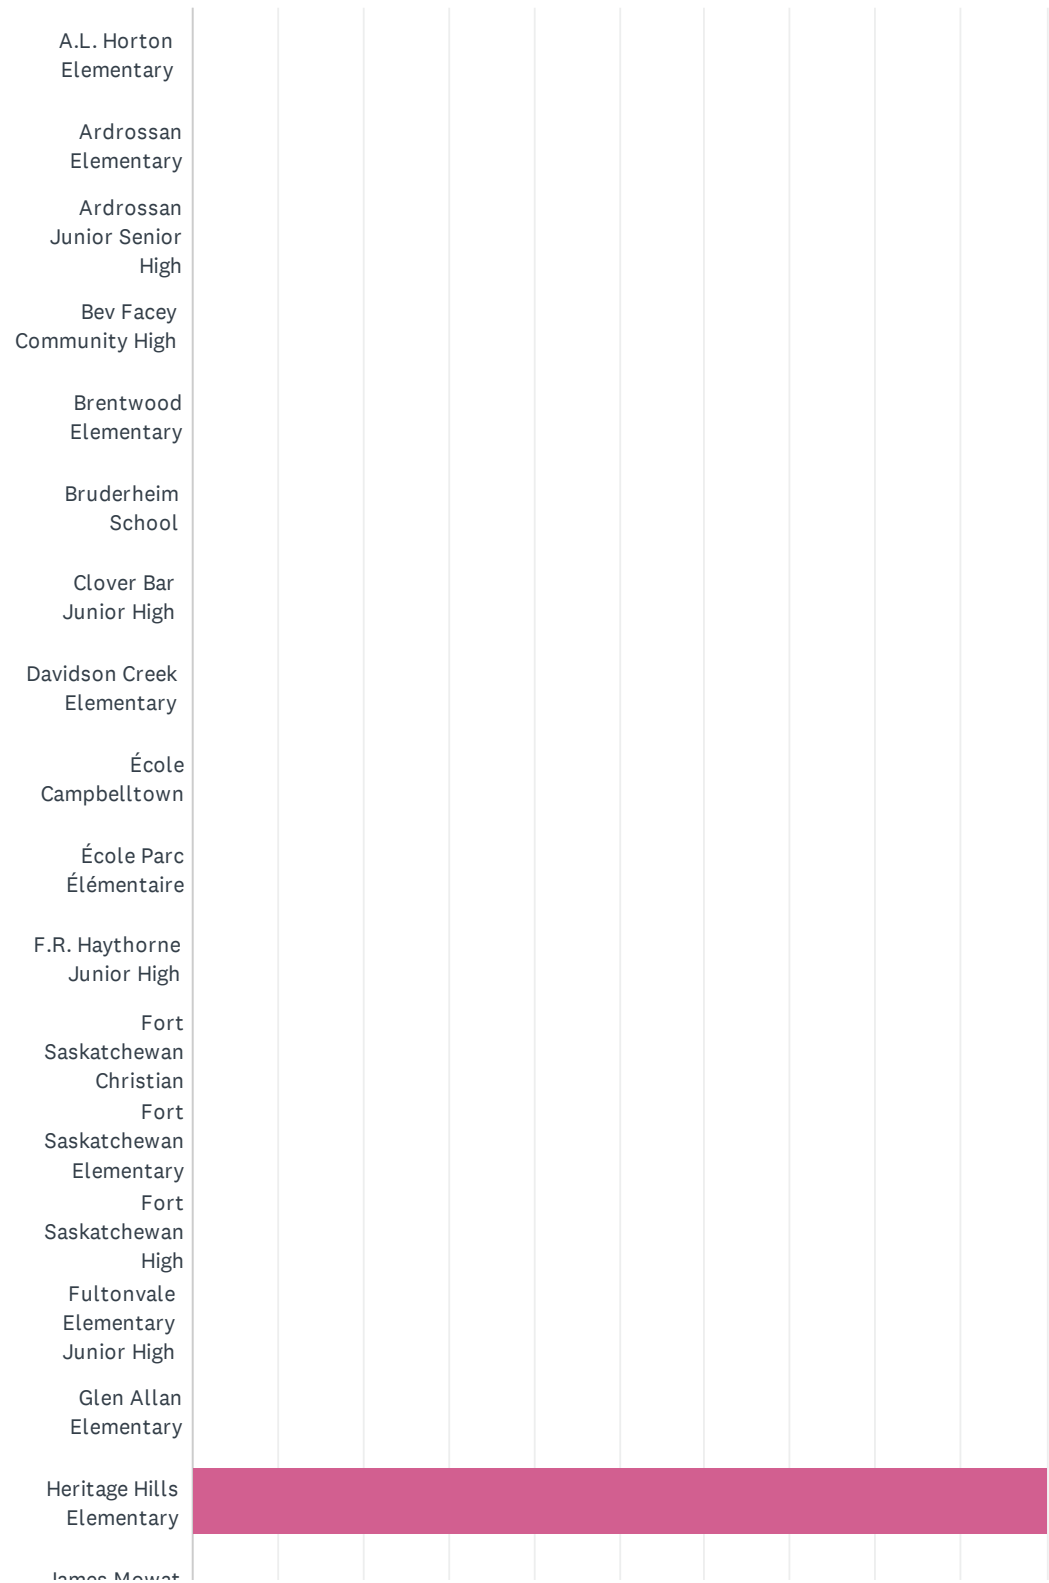 A.L. Horton
Elementary
Ardrossan
Elementary
Ardrossan
Junior Senior
High
Bev Facey
Community High
Brentwood
Elementary
Bruderheim
School
Clover Bar
Junior High
Davidson Creek
Elementary
École
Campbelltown
École Parc
Élémentaire
F.R. Haythorne
Junior High
Fort
Saskatchewan
Christian
Fort
Saskatchewan
Elementary
Fort
Saskatchewan
High
Fultonvale
Elementary
Junior High
Glen Allan
Elementary
Heritage Hills
Elementary
James Mowat